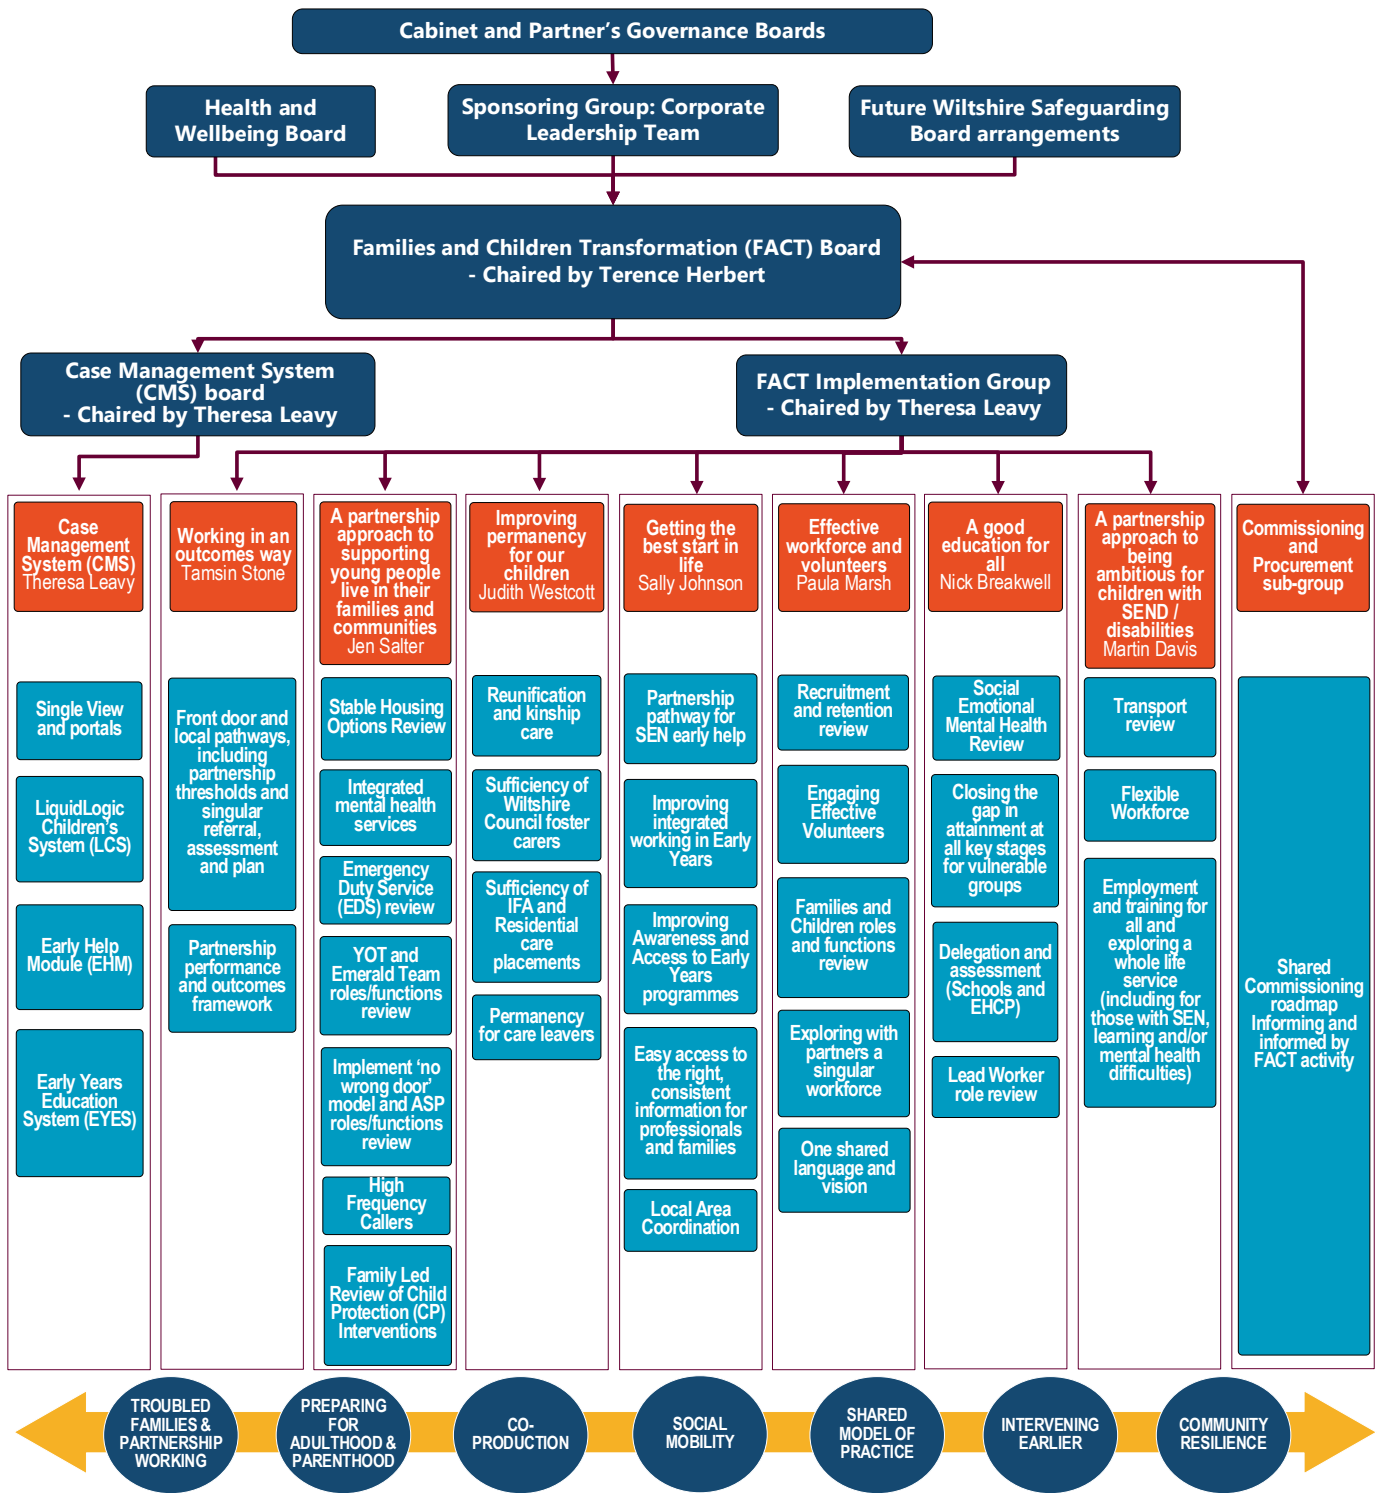 Cabinet and Partner’s Governance Boards
Health and
Wellbeing Board
Sponsoring Group: Corporate
Leadership Team
Future Wiltshire Safeguarding
Board arrangements
Families and Children Transformation (FACT) Board
- Chaired by Terence Herbert
Case Management System
(CMS) board
- Chaired by Theresa Leavy
FACT Implementation Group
- Chaired by Theresa Leavy
Case
Management
System (CMS)
Theresa Leavy
Single View
and portals
LiquidLogic
Children’s
System (LCS)
Early Help
Module (EHM)
Early Years
Education
System (EYES)
Working in an
outcomes way
Tamsin Stone
Front door and
local pathways,
including
partnership
thresholds and
singular
referral,
assessment
and plan
Partnership
performance
and outcomes
framework
A partnership
approach to
supporting
young people
live in their
families and
communities
Jen Salter
Stable Housing
Options Review
Integrated
mental health
services
Emergency
Duty Service
(EDS) review
YOT and
Emerald Team
roles/functions
review
Implement ‘no
wrong door’
model and ASP
roles/functions
review
High
Frequency
Callers
Family Led
Review of Child
Protection (CP)
Interventions
Improving
permanency
for our
children
Judith Westcott
Reunification
and kinship
care
Sufficiency of
Wiltshire
Council foster
carers
Sufficiency of
IFA and
Residential
care
placements
Permanency
for care leavers
Getting the
best start in
life
Sally Johnson
Partnership
pathway for
SEN early help
Improving
integrated
working in Early
Years
Improving
Awareness and
Access to Early
Years
programmes
Easy access to
the right,
consistent
information for
professionals
and families
Local Area
Coordination
Effective
workforce and
volunteers
Paula Marsh
Recruitment
and retention
review
Engaging
Effective
Volunteers
Families and
Children roles
and functions
review
Exploring with
partners a
singular
workforce
One shared
language and
vision
A good
education for
all
Nick Breakwell
Social
Emotional
Mental Health
Review
Closing the
gap in
attainment at
all key stages
for vulnerable
groups
Delegation and
assessment
(Schools and
EHCP)
Lead Worker
role review
A partnership
approach to
being
ambitious for
children with
SEND /
disabilities
Martin Davis
Transport
review
Flexible
Workforce
Employment
and training for
all and
exploring a
whole life
service
(including for
those with SEN,
learning and/or
mental health
difficulties)
Commissioning
and
Procurement
sub-group
Shared
Commissioning
roadmap
Informing and
informed by
FACT activity
TROUBLED
FAMILIES &
PARTNERSHIP
WORKING
PREPARING
FOR
ADULTHOOD &
PARENTHOOD
CO-
PRODUCTION
SOCIAL
MOBILITY
SHARED
MODEL OF
PRACTICE
INTERVENING
EARLIER
COMMUNITY
RESILIENCE